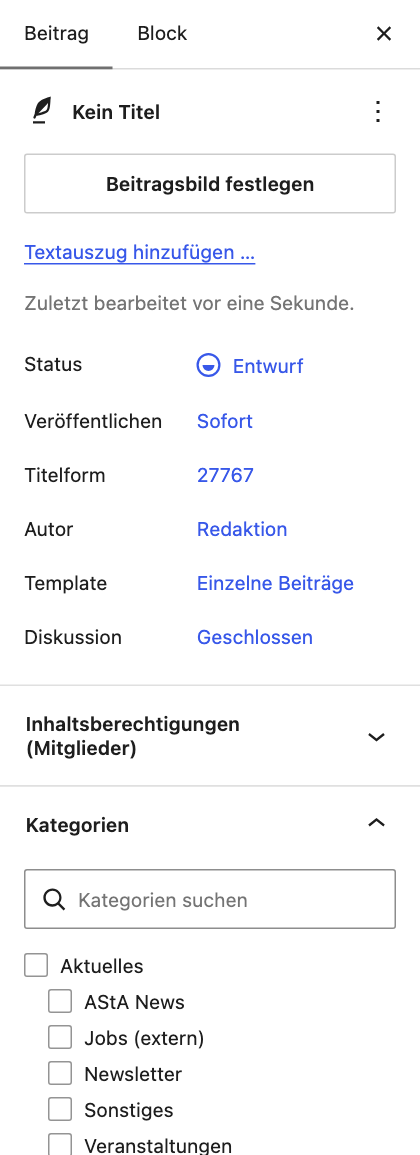 Beitrag Block
Kein Titel
Beitragsbild festlegen
Textauszug hinzufügen ...
Zuletzt bearbeitet vor eine Sekunde.
Status Entwurf
Veröffentlichen Sofort
Titelform 27767
Autor Redaktion
Template Einzelne Beiträge
Diskussion Geschlossen
Inhaltsberechtigungen
(Mitglieder)
Kategorien
Kategorien suchen
Aktuelles
AStA News
Jobs (extern)
Newsletter
Sonstiges
Veranstaltungen